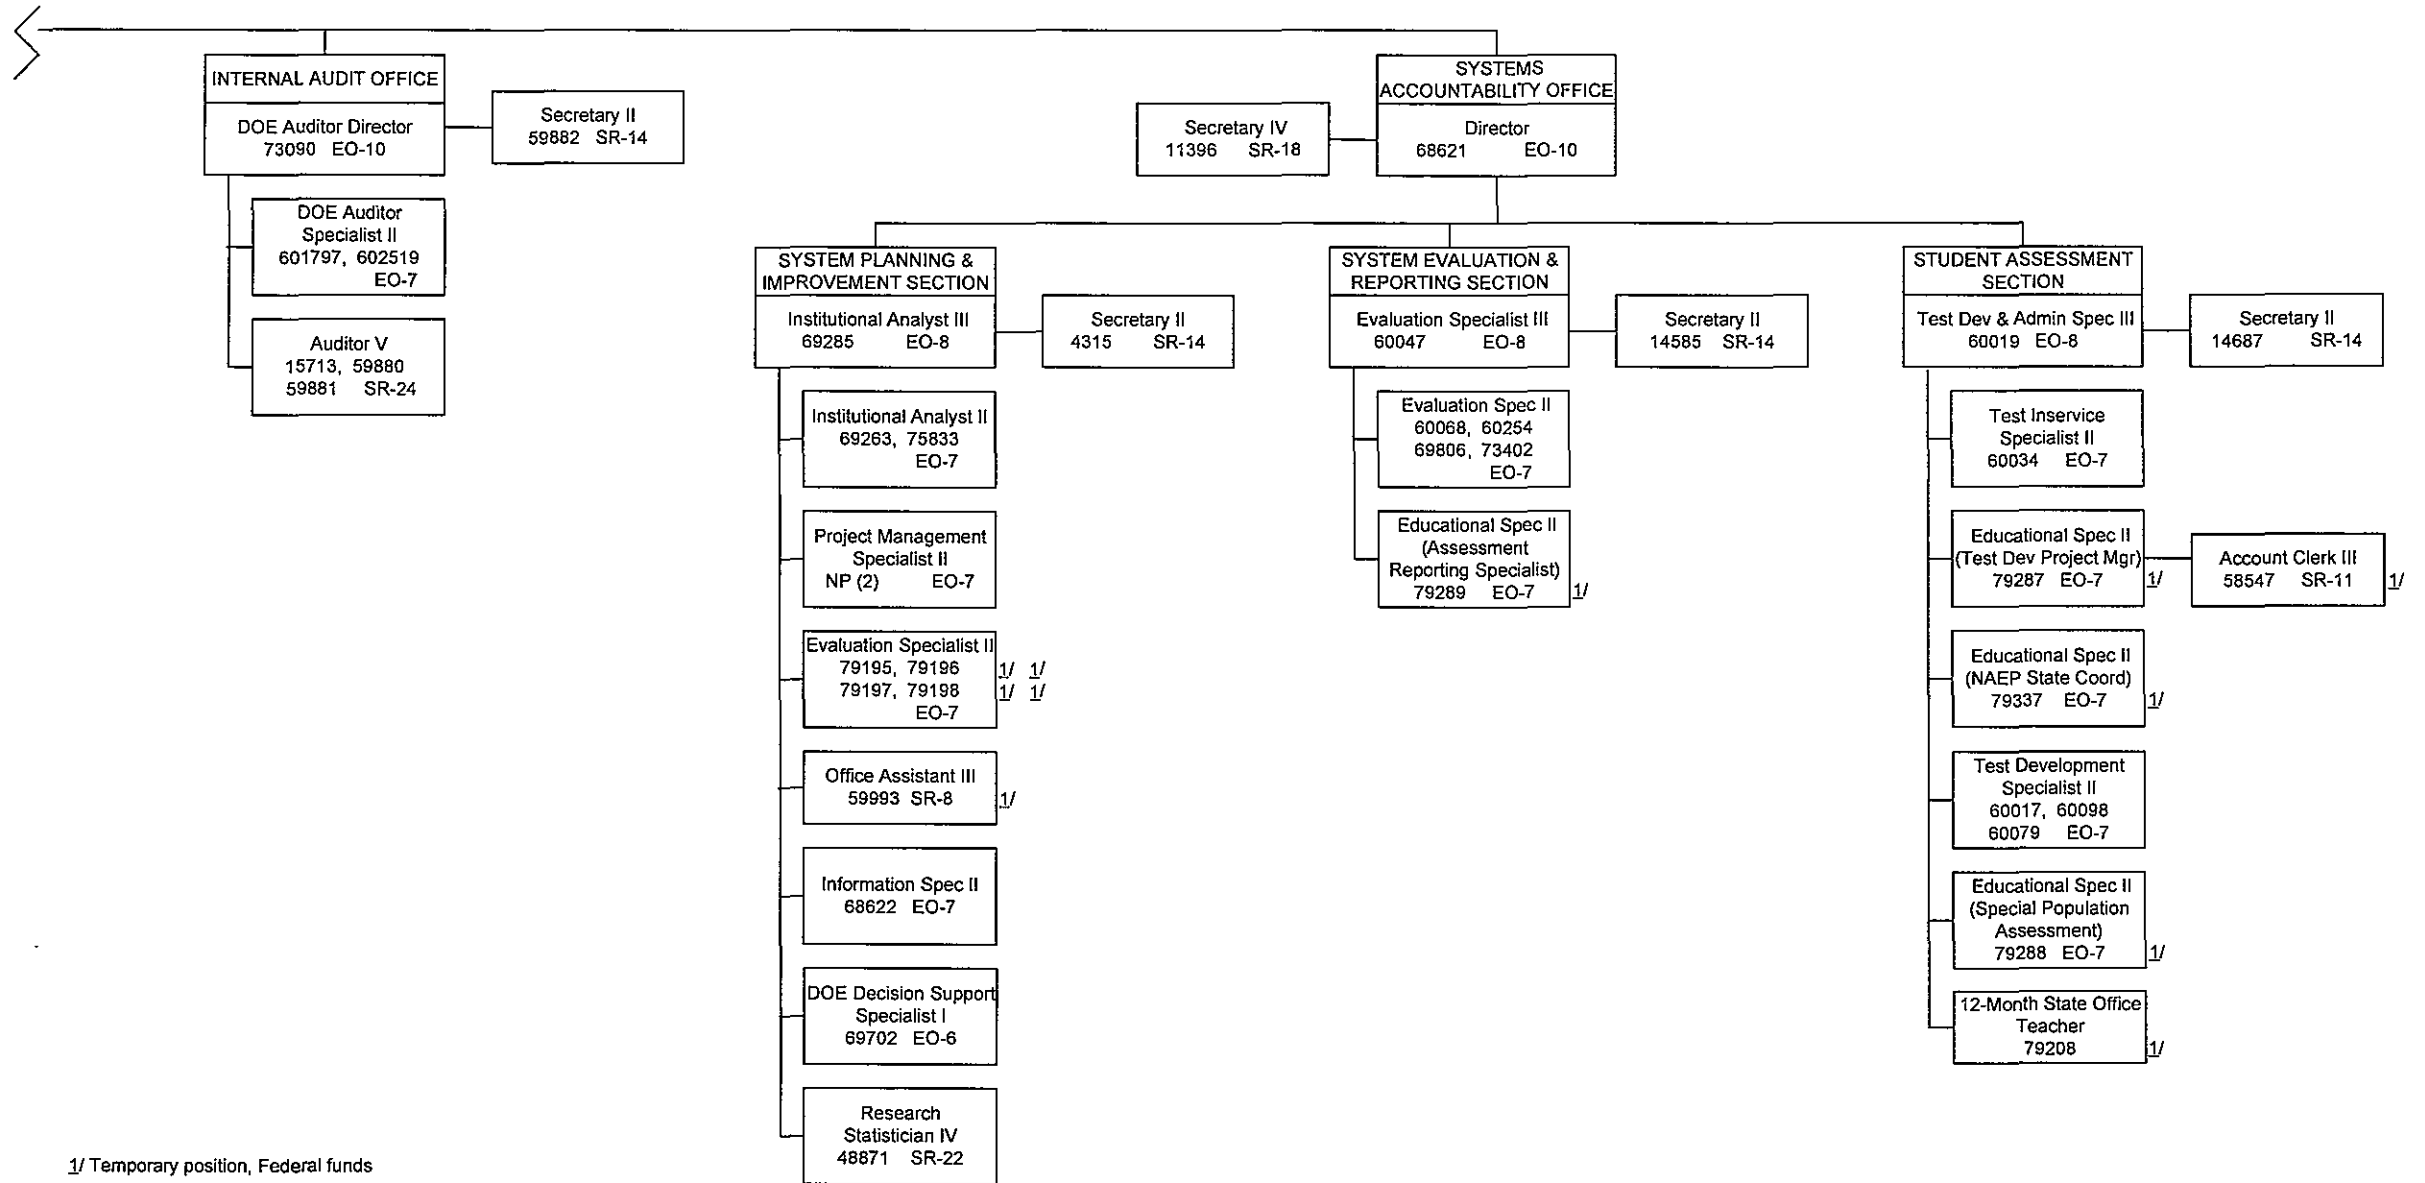 INTERNAL AUDIT OFFICE
DOE Auditor Director
73090 EO-10
Secretary II
59882 SR-14
DOE Auditor
Specialist II
601797, 602519
EO-7
Auditor V
15713, 59880
59881 SR-24
SYSTEMS
ACCOUNTABILITY OFFICE
Director
68621 EO-10
Secretary IV
11396 SR-18
SYSTEM PLANNING &
IMPROVEMENT SECTION
Institutional Analyst III
69285 EO-8
Secretary II
4315 SR-14
Institutional Analyst II
69263, 75833
EO-7
Project Management
Specialist II
NP (2) EO-7
Evaluation Specialist II
79195, 79196 1/ 1/
79197, 79198 1/ 1/
EO-7
Office Assistant III
59993 SR-8 1/
Information Spec II
68622 EO-7
DOE Decision Support
Specialist I
69702 EO-6
Research
Statistician IV
48871 SR-22
SYSTEM EVALUATION &
REPORTING SECTION
Evaluation Specialist III
60047 EO-8
Secretary II
14585 SR-14
Evaluation Spec II
60068, 60254
69806, 73402
EO-7
Educational Spec II
(Assessment
Reporting Specialist)
79289 EO-7 1/
STUDENT ASSESSMENT
SECTION
Test Dev & Admin Spec III
60019 EO-8
Secretary II
14687 SR-14
Test Inservice
Specialist II
60034 EO-7
Educational Spec II
(Test Dev Project Mgr)
79287 EO-7 1/
Account Clerk III
58547 SR-11 1/
Educational Spec II
(NAEP State Coord)
79337 EO-7 1/
Test Development
Specialist II
60017, 60098
60079 EO-7
Educational Spec II
(Special Population
Assessment)
79288 EO-7 1/
12-Month State Office
Teacher
79208 1/
1/ Temporary position, Federal funds